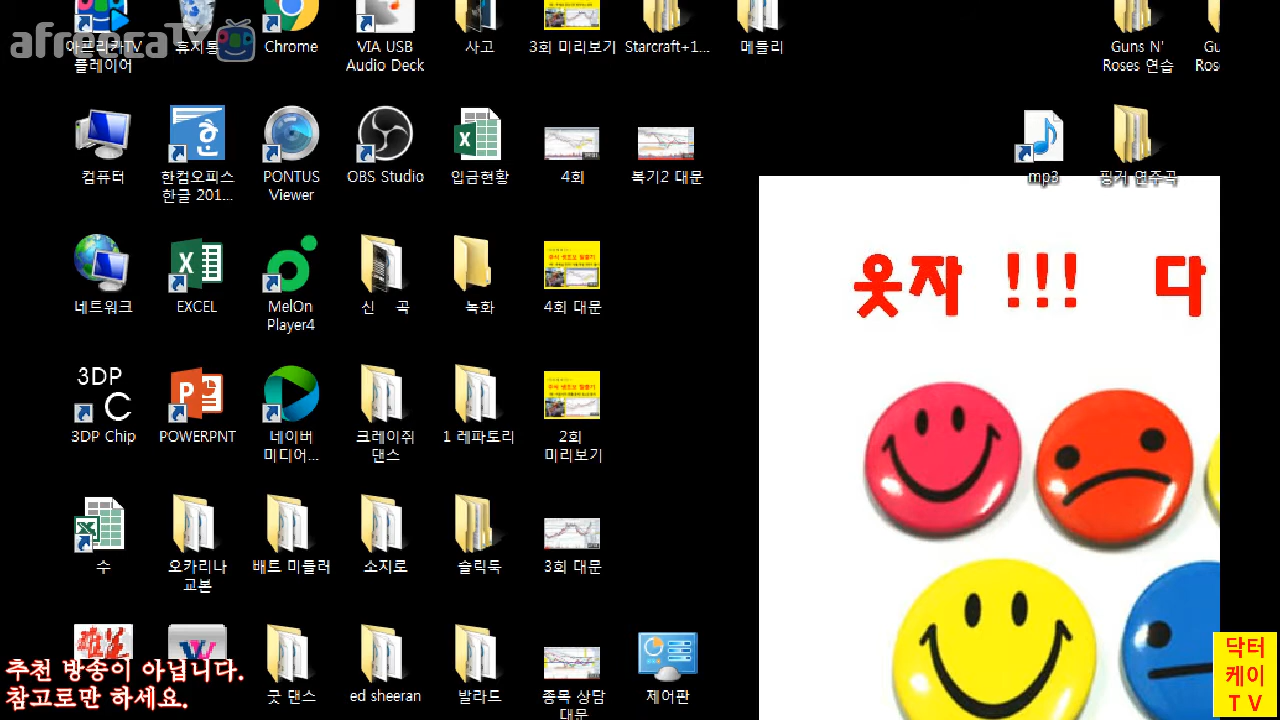 afreecaTV
아프리카TV
플레이어
휴지통
Chrome
VIA USB
Audio Deck
사고
3회 미리보기
Starcraft+1...
메들리
Guns N'
Roses 연습
컴퓨터
한컴오피스
한글 201...
PONTUS
Viewer
OBS Studio
입금현황
4회
복기2 대문
mp3
핑거 연주곡
네트워크
EXCEL
MelOn
Player4
신 곡
녹화
4회 대문
웃자 !!! 다
3DP
C
3DP Chip
POWERPNT
네이버
미디어...
크레이쥐
댄스
1 레파토리
2회
미리보기
수
오카리나
교본
배트 미들러
소지로
슬릭둑
3회 대문
굿 댄스
ed sheeran
발라드
종목 상담
대문
제어판
추천 방송이 아닙니다.
참고로만 하세요.
닥터
케이
T V